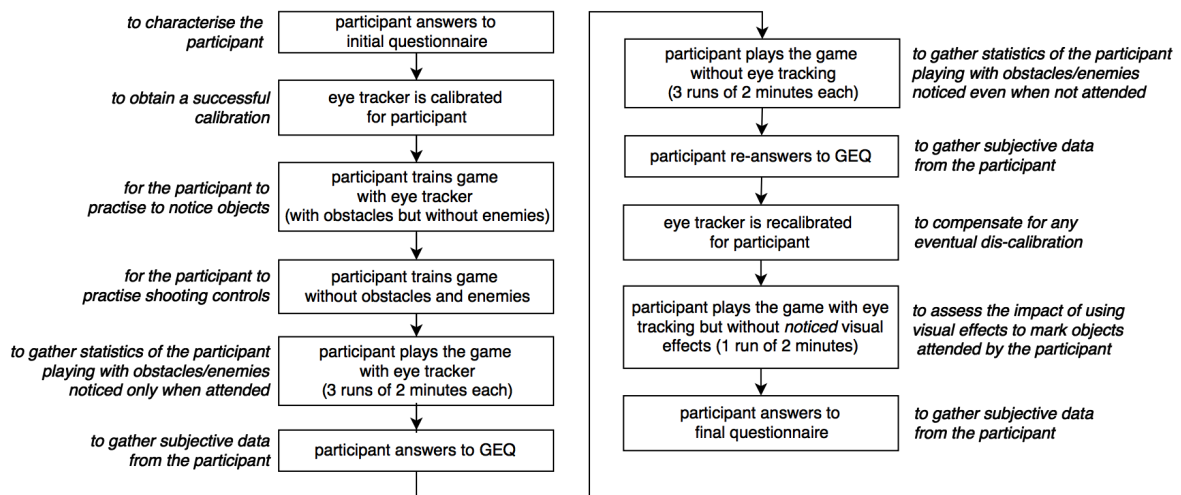 to characterise the
participant
participant answers to
initial questionnaire
to obtain a successful
calibration
eye tracker is calibrated
for participant
for the participant to
practise to notice objects
participant trains game
with eye tracker
(with obstacles but without enemies)
for the participant to
practise shooting controls
participant trains game
without obstacles and enemies
to gather statistics of the participant
playing with obstacles/enemies
noticed only when attended
participant plays the game
with eye tracker
(3 runs of 2 minutes each)
to gather subjective data
from the participant
participant answers to GEQ
participant plays the game
without eye tracking
(3 runs of 2 minutes each)
to gather statistics of the participant
playing with obstacles/enemies
noticed even when not attended
participant re-answers to GEQ
to gather subjective data
from the participant
eye tracker is recalibrated
for participant
to compensate for any
eventual dis-calibration
participant plays the game with eye
tracking but without noticed visual
effects (1 run of 2 minutes)
to assess the impact of using
visual effects to mark objects
attended by the participant
participant answers to
final questionnaire
to gather subjective data
from the participant